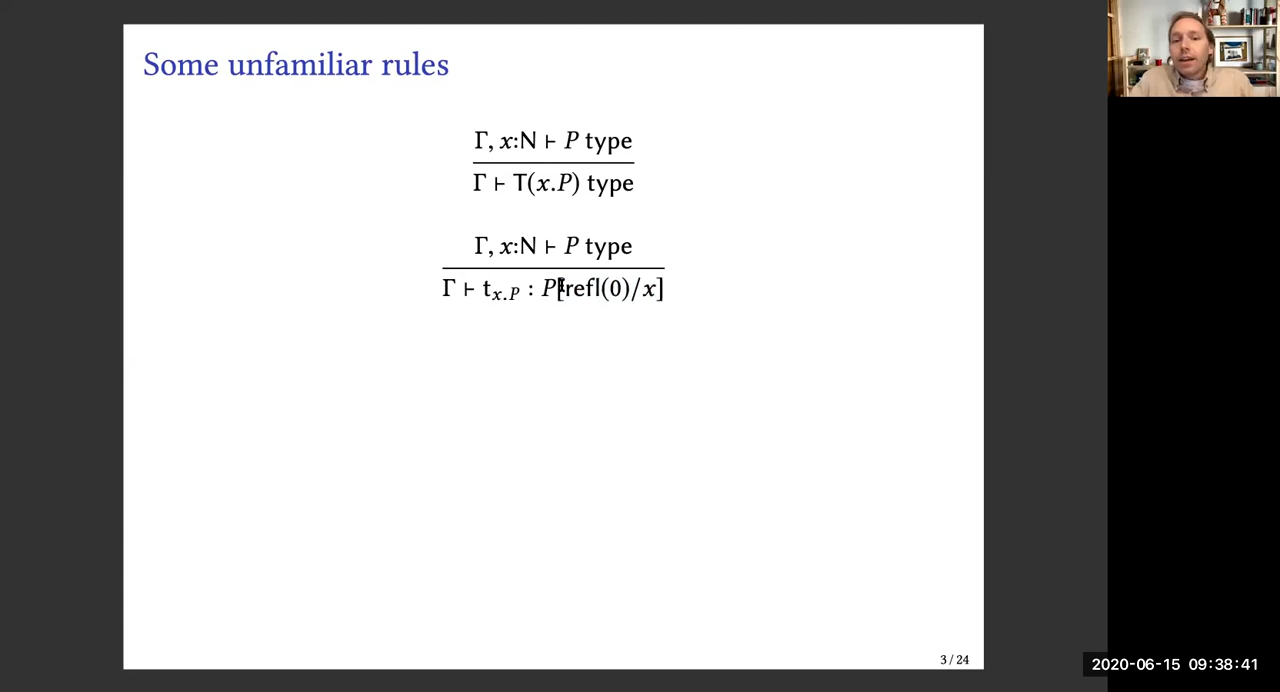 Some unfamiliar rules
Γ, x:N ⊢ P type
Γ ⊢ T(x.P) type
Γ, x:N ⊢ P type
Γ ⊢ t_{x.P} : P[refl(0)/x]
3 / 24
2020-06-15 09:38:41